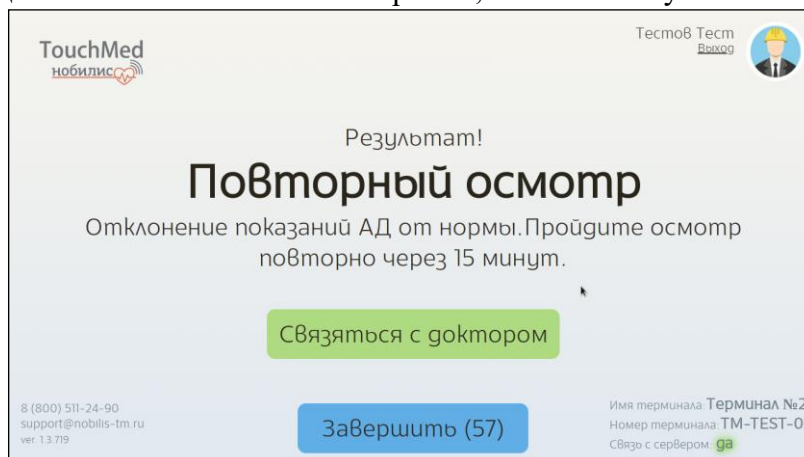 TouchMed
нобилис
Тестов Тест
Выход
Результат!
Повторный осмотр
Отклонение показаний АД от нормы.Пройдите осмотр
повторно через 15 минут.
Связяться с доктором
Завершить (57)
8 (800) 511-24-90
support@nobilis-tm.ru
ver. 1.3.719
Имя терминала: Терминал №2
Номер терминала: TM-TEST-0
Связь с сервером: да